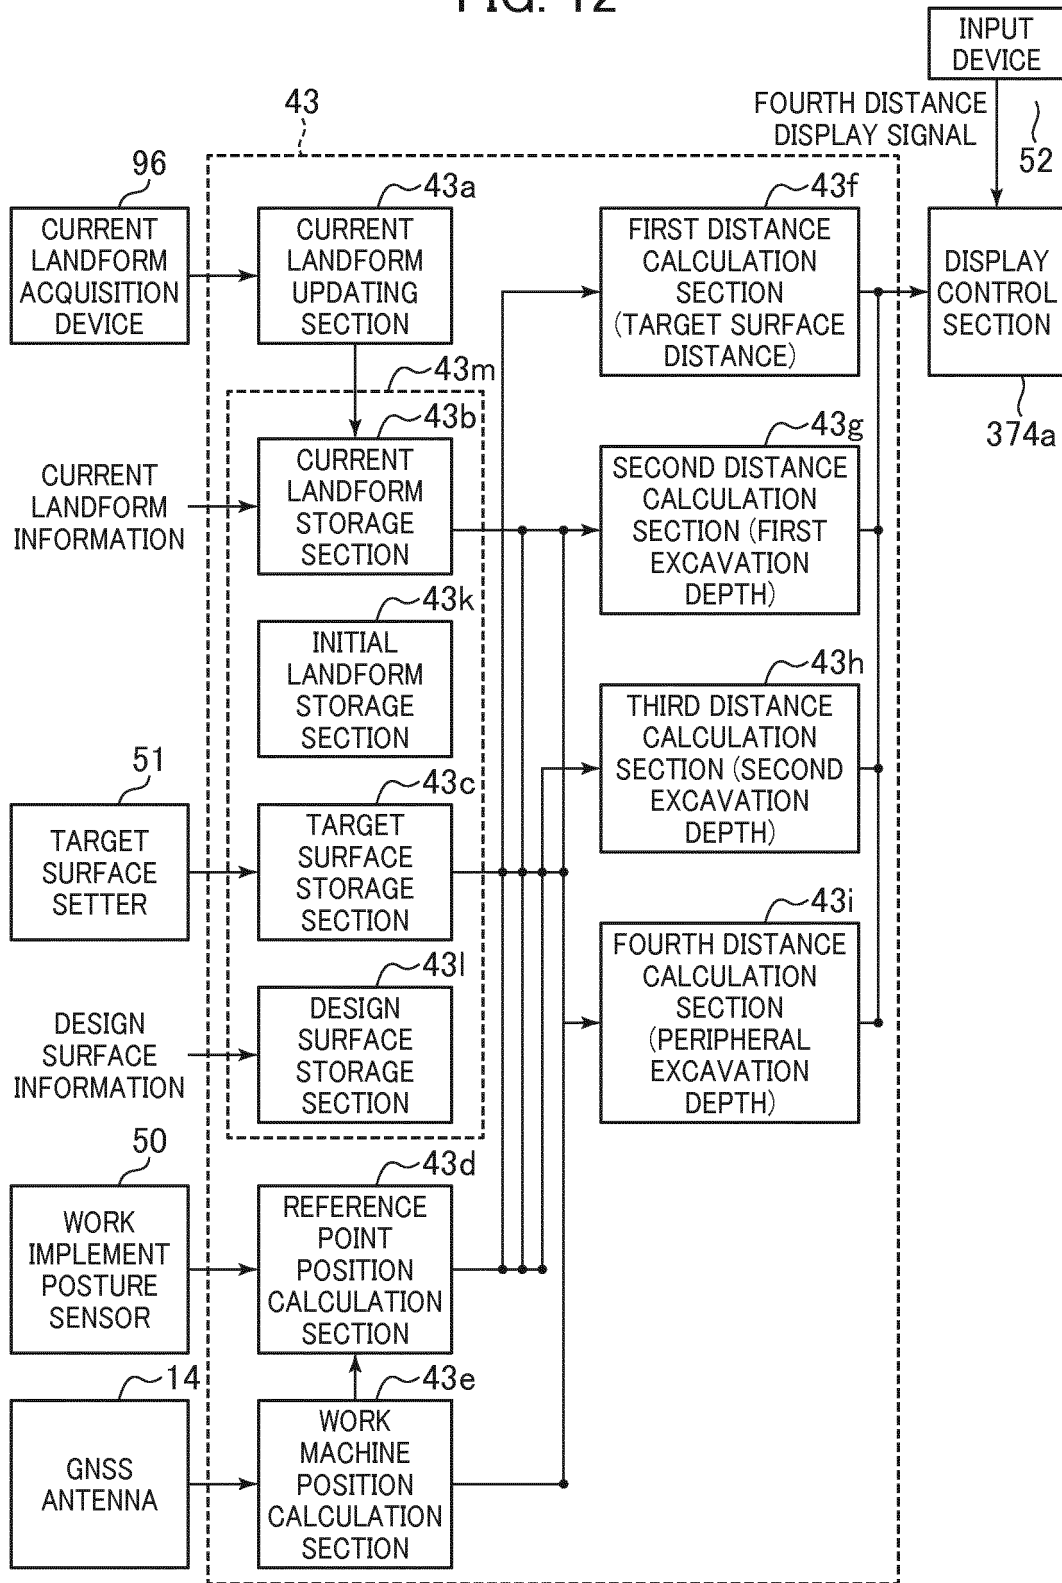 FIG. 12
INPUT
DEVICE
52
FOURTH DISTANCE
DISPLAY SIGNAL
43
96
CURRENT
LANDFORM
ACQUISITION
DEVICE
43a
CURRENT
LANDFORM
UPDATING
SECTION
43f
FIRST DISTANCE
CALCULATION
SECTION
(TARGET SURFACE
DISTANCE)
DISPLAY
CONTROL
SECTION
374a
43m
43b
CURRENT
LANDFORM
STORAGE
SECTION
CURRENT
LANDFORM
INFORMATION
43g
SECOND DISTANCE
CALCULATION
SECTION (FIRST
EXCAVATION
DEPTH)
43k
INITIAL
LANDFORM
STORAGE
SECTION
43h
THIRD DISTANCE
CALCULATION
SECTION (SECOND
EXCAVATION
DEPTH)
51
TARGET
SURFACE
SETTER
43c
TARGET
SURFACE
STORAGE
SECTION
43i
FOURTH DISTANCE
CALCULATION
SECTION
(PERIPHERAL
EXCAVATION
DEPTH)
43l
DESIGN
SURFACE
STORAGE
SECTION
DESIGN
SURFACE
INFORMATION
50
WORK
IMPLEMENT
POSTURE
SENSOR
43d
REFERENCE
POINT
POSITION
CALCULATION
SECTION
14
GNSS
ANTENNA
43e
WORK
MACHINE
POSITION
CALCULATION
SECTION